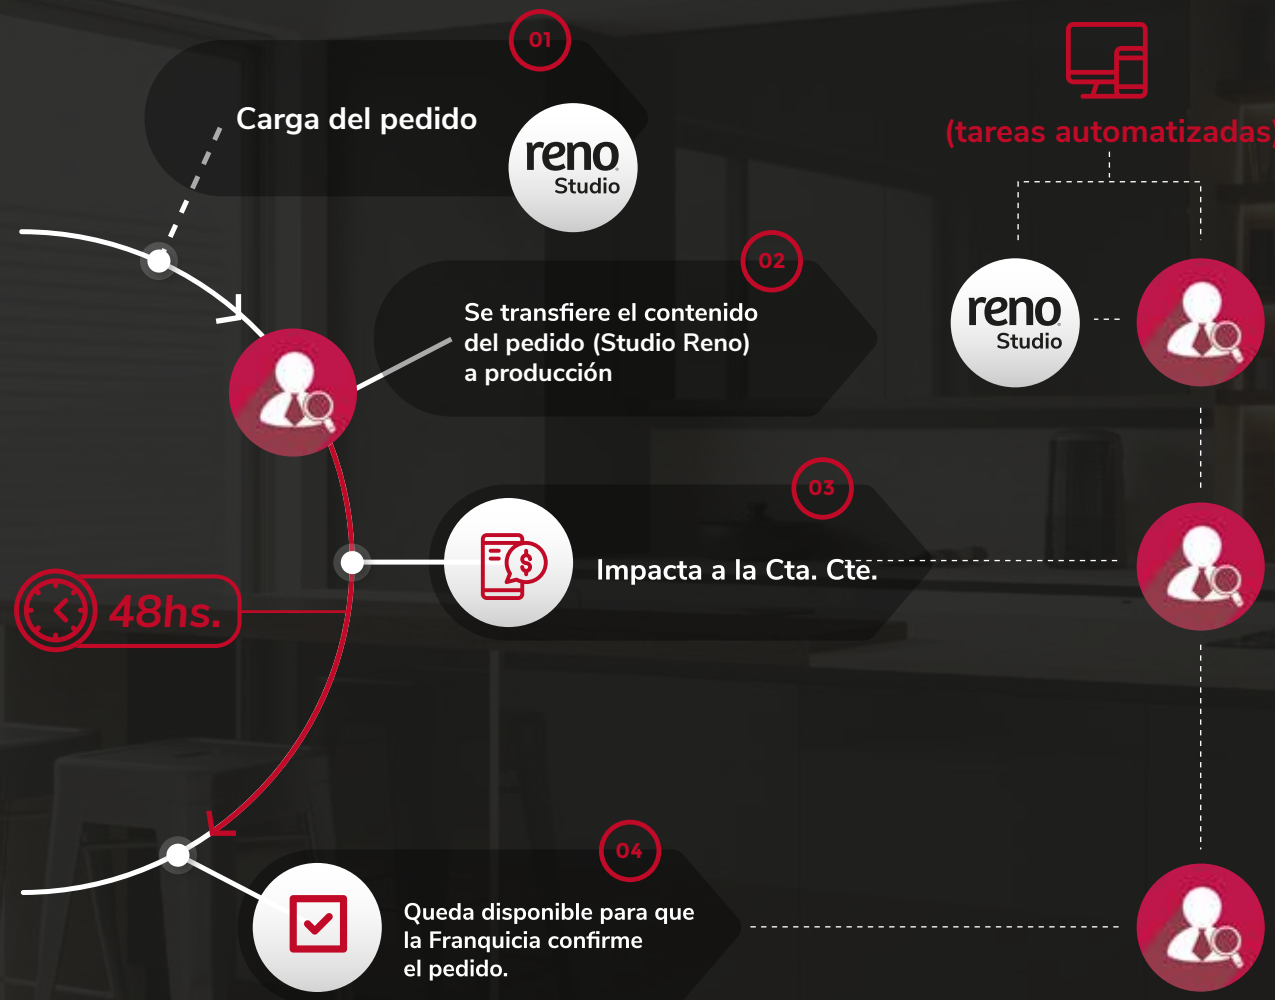 01
Carga del pedido
reno
Studio
(tareas automatizadas)
02
Se transfiere el contenido
del pedido (Studio Reno)
a producción
reno
Studio
03
$
Impacta a la Cta. Cte.
48hs.
04
Queda disponible para que
la Franquicia confirme
el pedido.